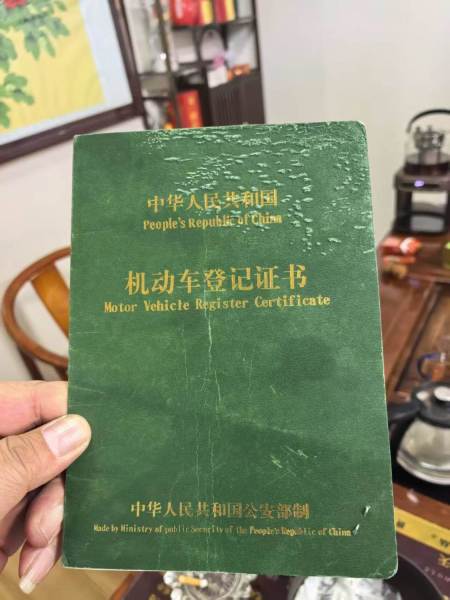 中华人民共和国
People's Republic of China
机动车登记证书
Motor Vehicle Register Certificate
中华人民共和国公安部制
Made by Ministry of public Security of the People's Republic of China